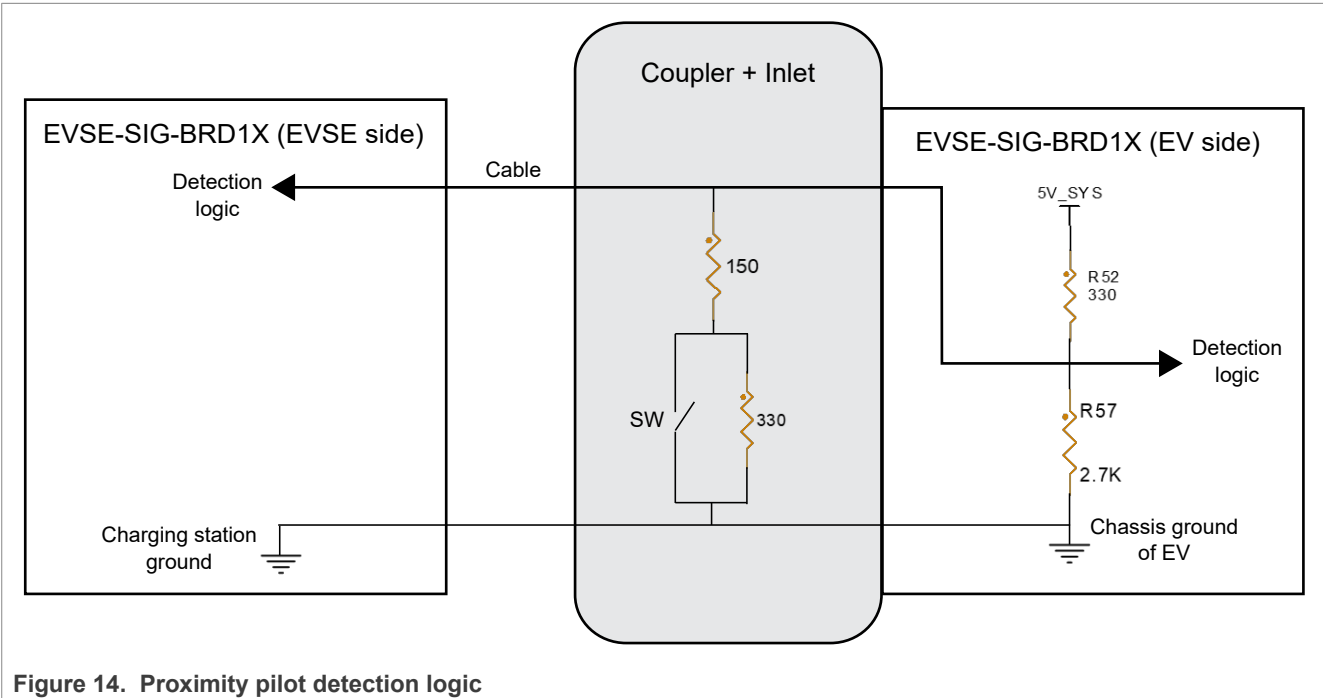 Coupler + Inlet
EVSE-SIG-BRD1X (EVSE side)
EVSE-SIG-BRD1X (EV side)
Detection
logic
Cable
5V_SYS
150
R52
330
Detection
logic
SW
330
R57
2.7K
Charging station
ground
Chassis ground
of EV
Figure 14. Proximity pilot detection logic